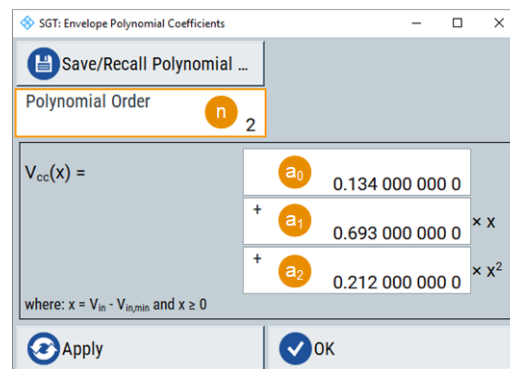 SGT: Envelope Polynomial Coefficients
Save/Recall Polynomial ...
Polynomial Order
n
2
Vcc(x) =
a0
0.134 000 000 0
+
a1
0.693 000 000 0
× x
+
a2
0.212 000 000 0
× x²
where: x = Vin - Vin,min and x ≥ 0
Apply
OK